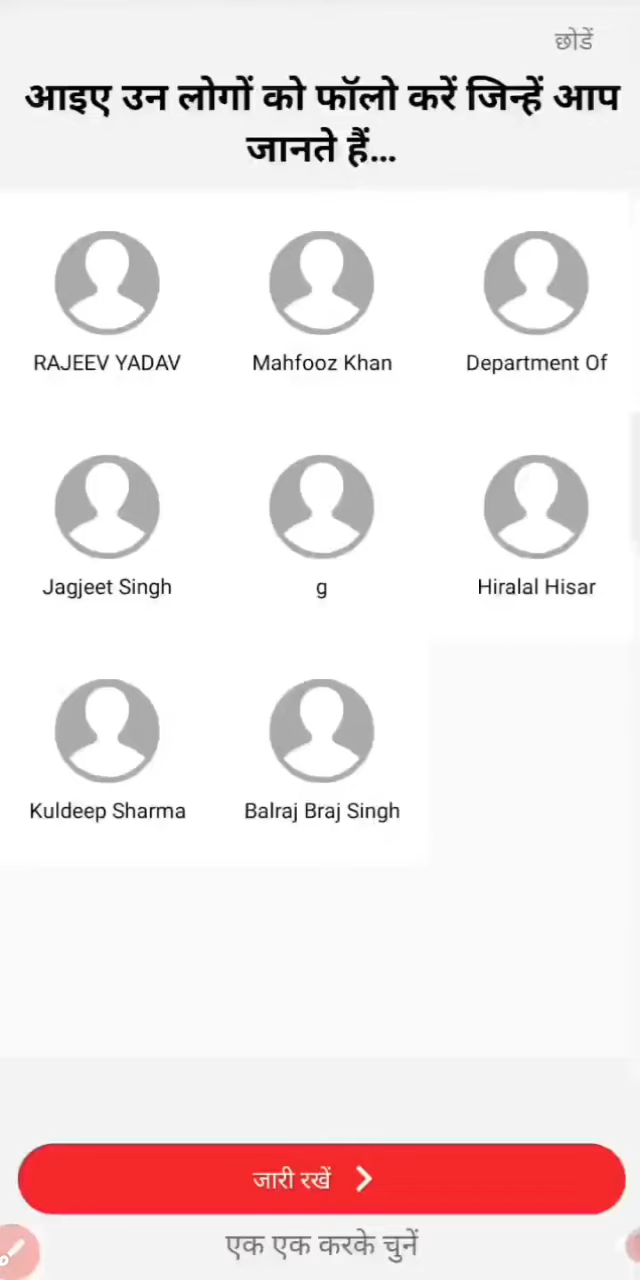 छोडें
आइए उन लोगों को फॉलो करें जिन्हें आप
जानते हैं...
RAJEEV YADAV
Mahfooz Khan
Department Of
Jagjeet Singh
g
Hiralal Hisar
Kuldeep Sharma
Balraj Braj Singh
जारी रखें
एक एक करके चुनें